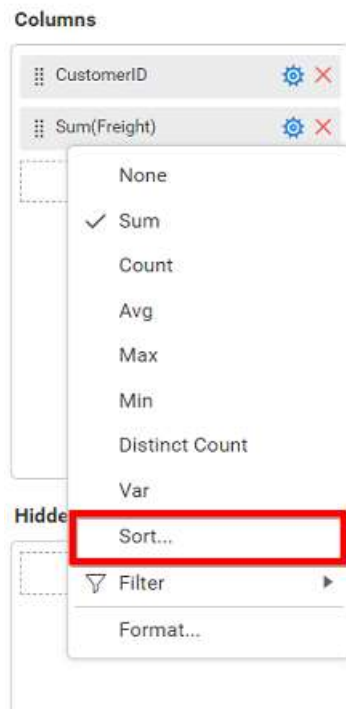 Columns
CustomerID
Sum(Freight)
None
Sum
Count
Avg
Max
Min
Distinct Count
Var
Hidde
Sort...
Filter
Format...